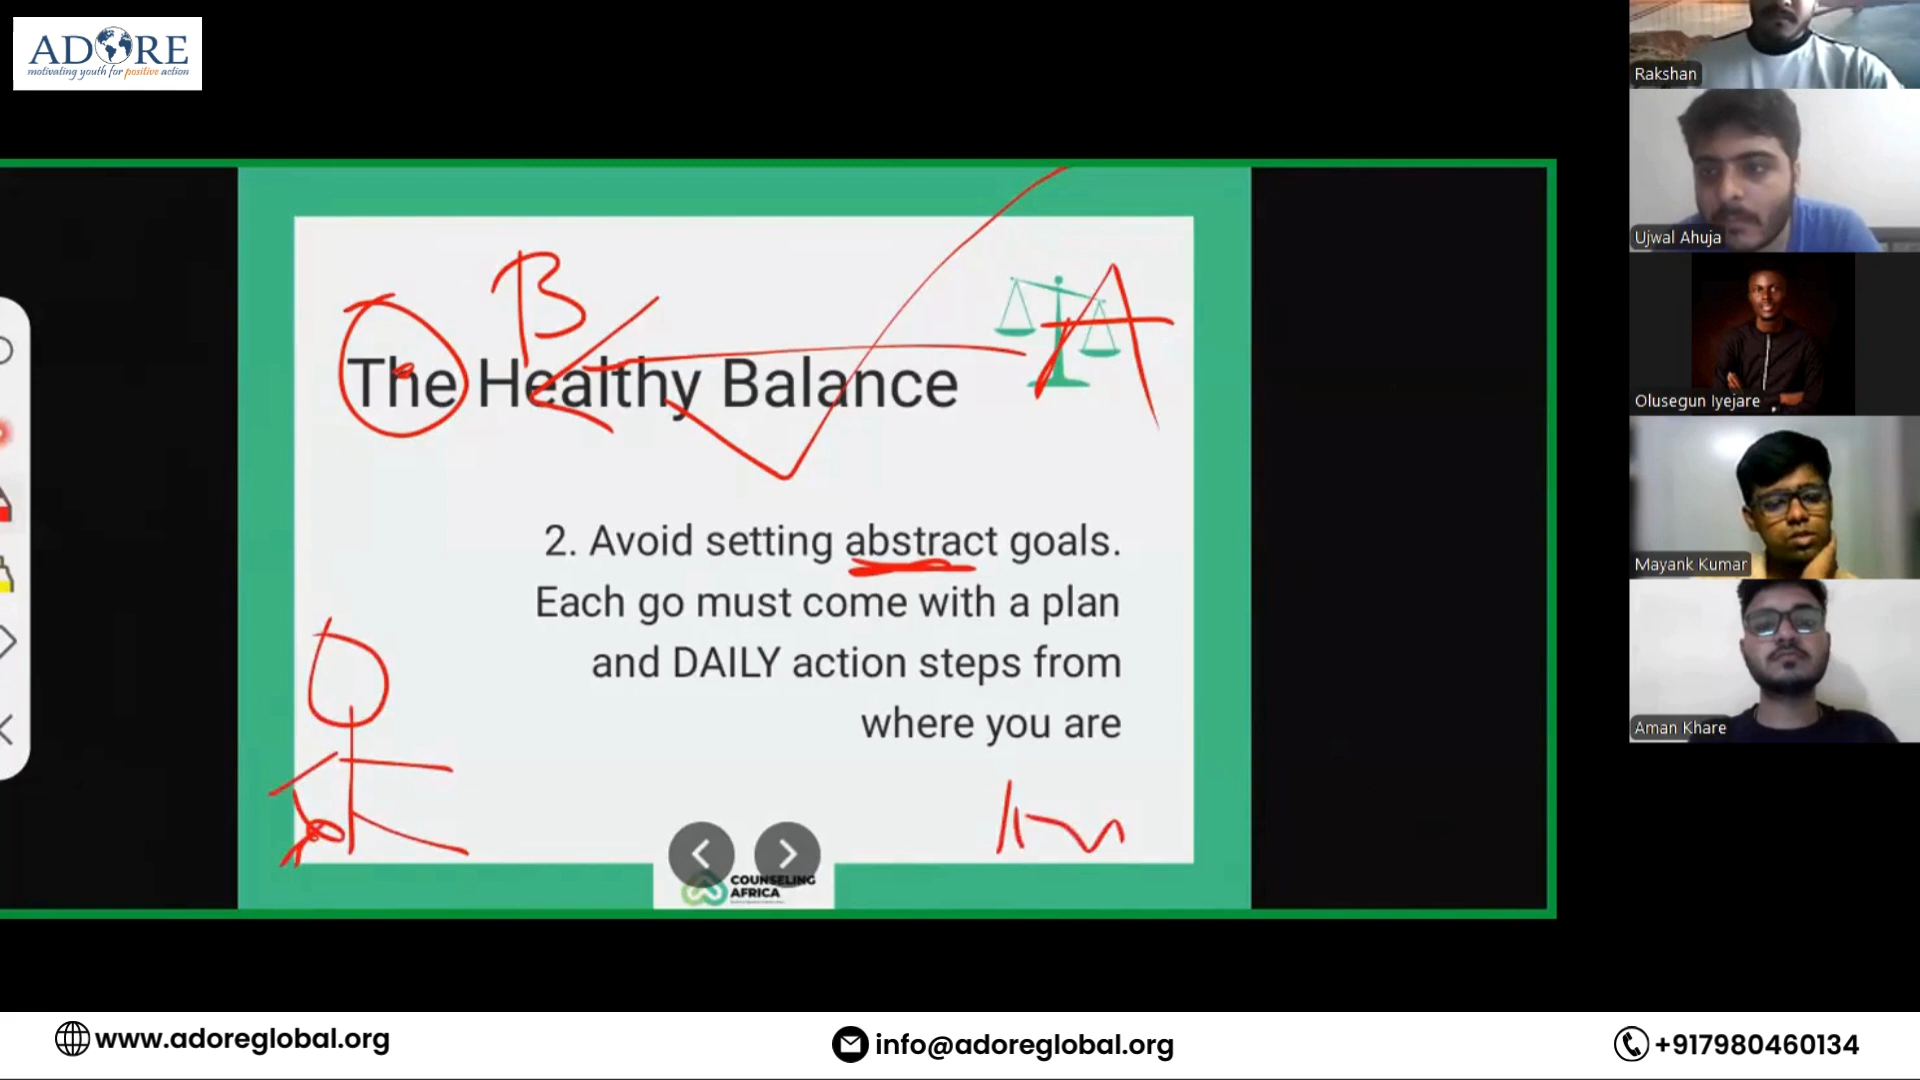 ADORE
motivating youth for positive action
Rakshan
Ujwal Ahuja
Olusegun Iyejare
Mayank Kumar
Aman Khare
B
A
The Healthy Balance
2. Avoid setting abstract goals.
Each go must come with a plan
and DAILY action steps from
where you are
COUNSELING
AFRICA
www.adoreglobal.org
info@adoreglobal.org
+917980460134